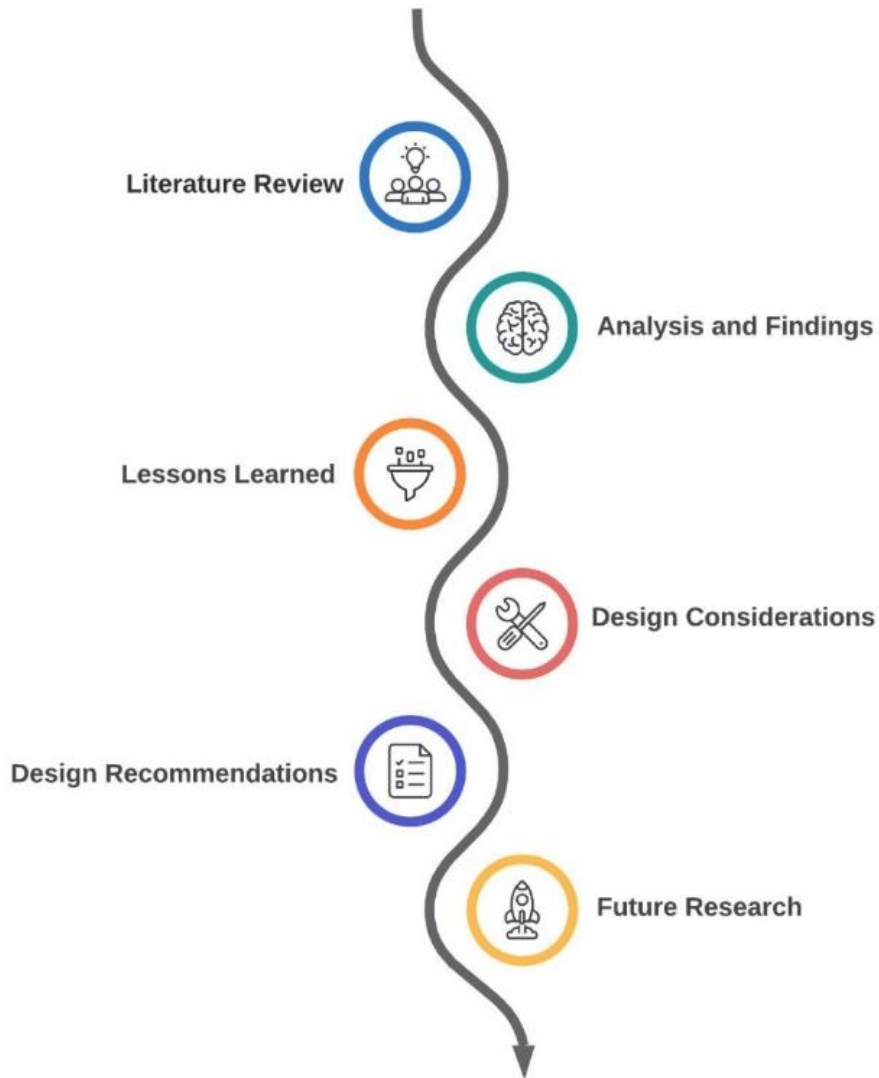 Literature Review
Analysis and Findings
Lessons Learned
Design Considerations
Design Recommendations
Future Research